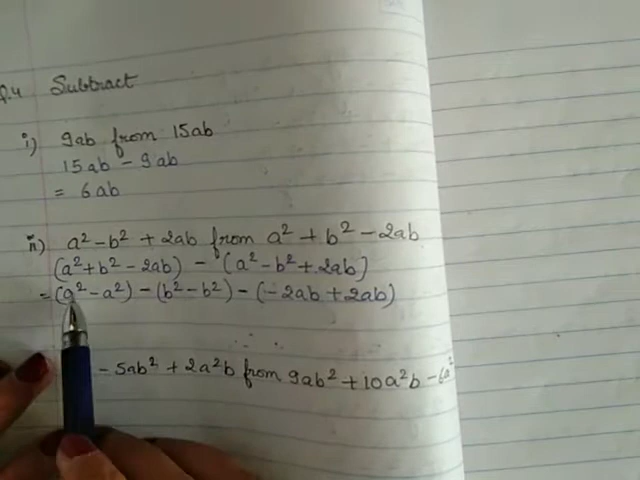 Q.4 Subtract
i) 9ab from 15ab
15ab - 9ab
= 6ab
ii) a² - b² + 2ab from a² + b² - 2ab
(a² + b² - 2ab) - (a² - b² + 2ab)
= (a² - a²) - (b² - b²) - (-2ab + 2ab)
- 5ab² + 2a²b from 9ab² + 10a²b - 6a²